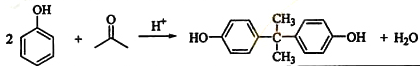 2 OH + O H⁺ HO CH₃ C CH₃ OH + H₂O